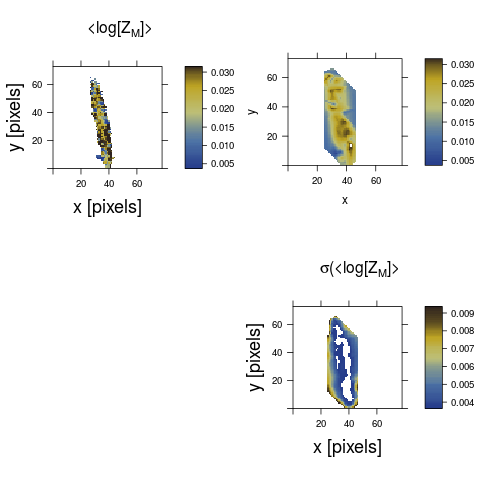 <log[Z_M]>
60
40
20
20 40 60
x [pixels]
y [pixels]
0.030
0.025
0.020
0.015
0.010
0.005
60
40
20
20 40 60
x
y
0.030
0.025
0.020
0.015
0.010
0.005
σ(<log[Z_M]>
60
40
20
20 40 60
x [pixels]
y [pixels]
0.009
0.008
0.007
0.006
0.005
0.004